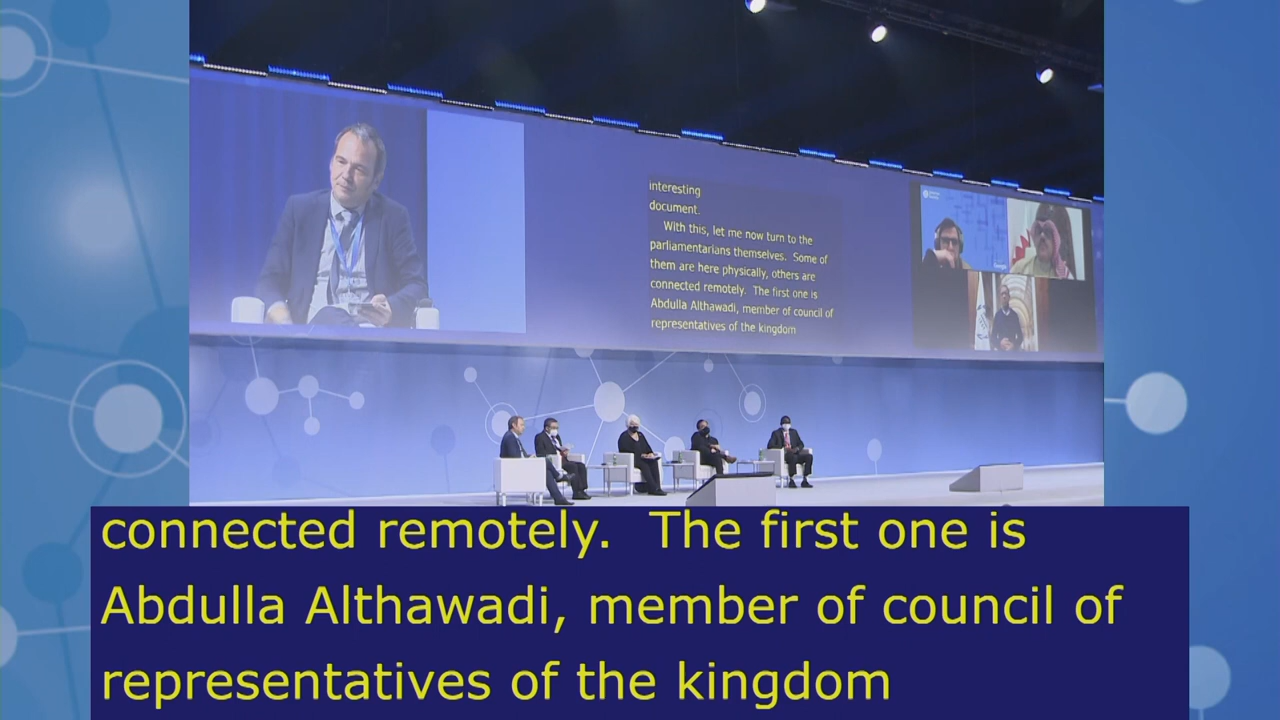 interesting
document.
With this, let me now turn to the
parliamentarians themselves. Some of
them are here physically, others are
connected remotely. The first one is
Abdulla Althawadi, member of council of
representatives of the kingdom
connected remotely. The first one is
Abdulla Althawadi, member of council of
representatives of the kingdom